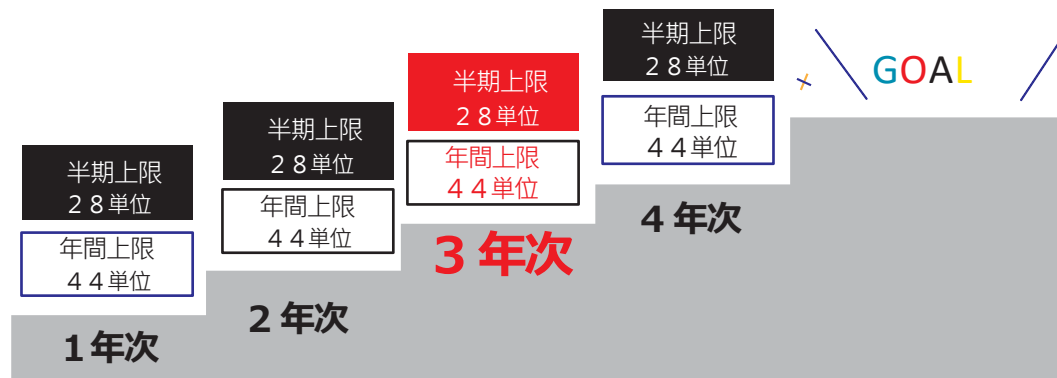 半期上限
２８単位
年間上限
４４単位
１年次
半期上限
２８単位
年間上限
４４単位
２年次
半期上限
２８単位
年間上限
４４単位
３年次
半期上限
２８単位
年間上限
４４単位
４年次
GOAL